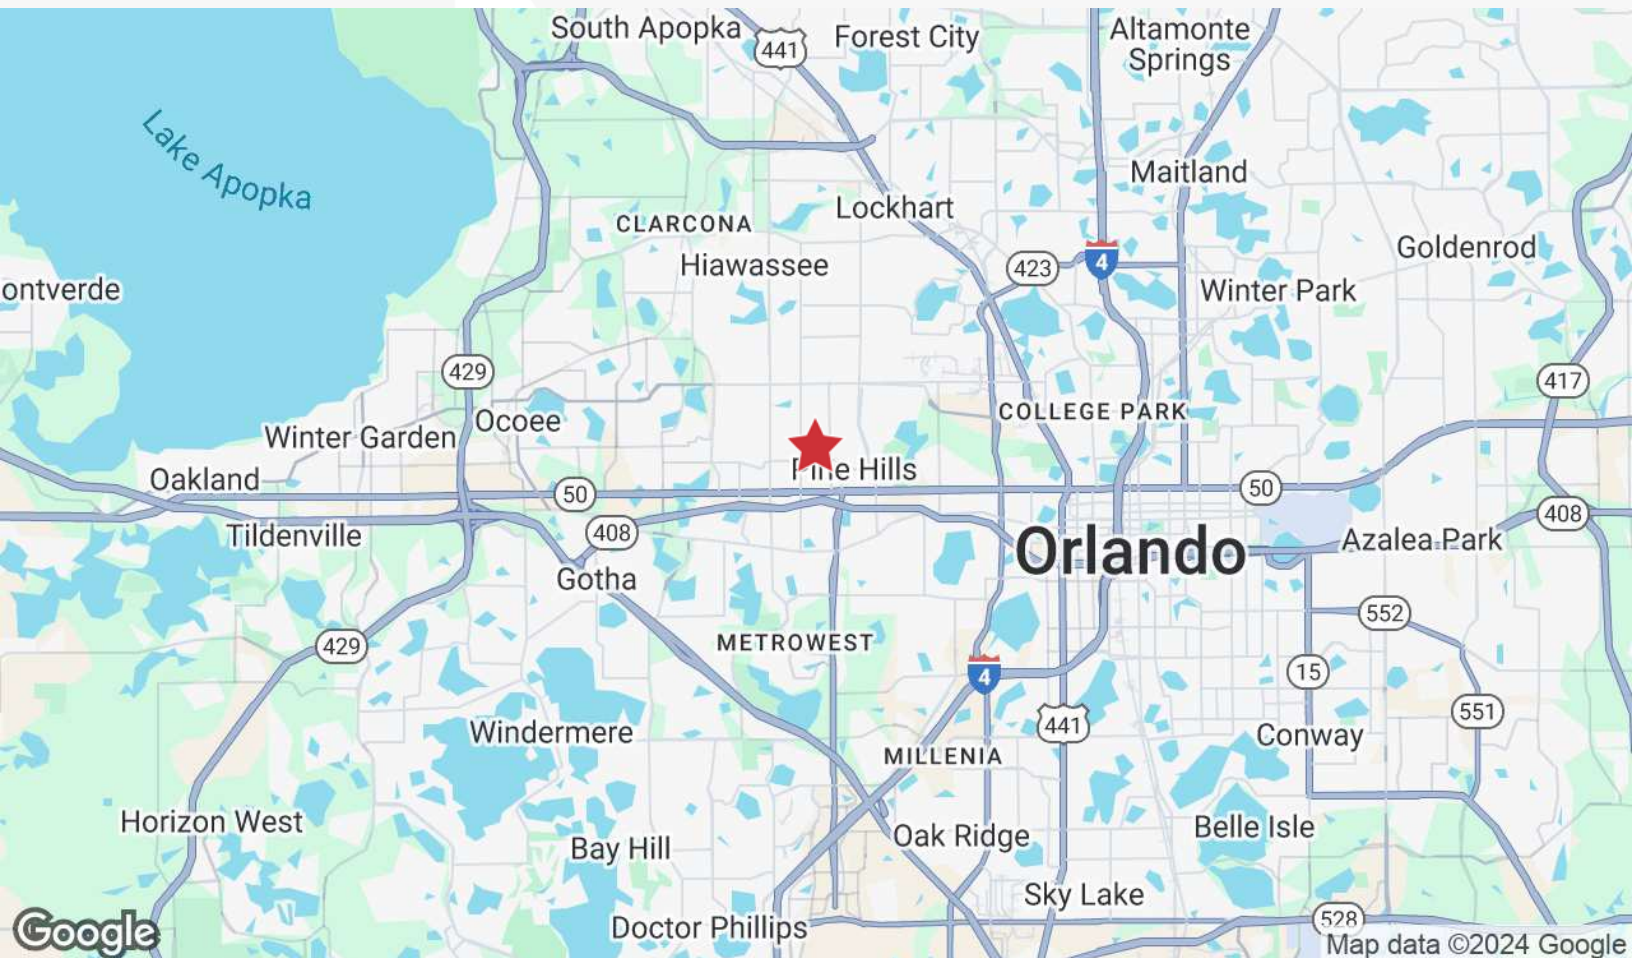 South Apopka
441
Forest City
Altamonte
Springs
Lake Apopka
Maitland
Lockhart
CLARCONA
Hiawassee
423
4
Goldenrod
ontverde
Winter Park
429
417
COLLEGE PARK
Ocoee
Winter Garden
Pine Hills
Oakland
50
50
408
408
Tildenville
Orlando
Azalea Park
Gotha
552
METROWEST
429
4
15
551
441
Windermere
Conway
MILLENIA
Horizon West
Belle Isle
Oak Ridge
Bay Hill
Sky Lake
528
Doctor Phillips
Google
Map data ©2024 Google